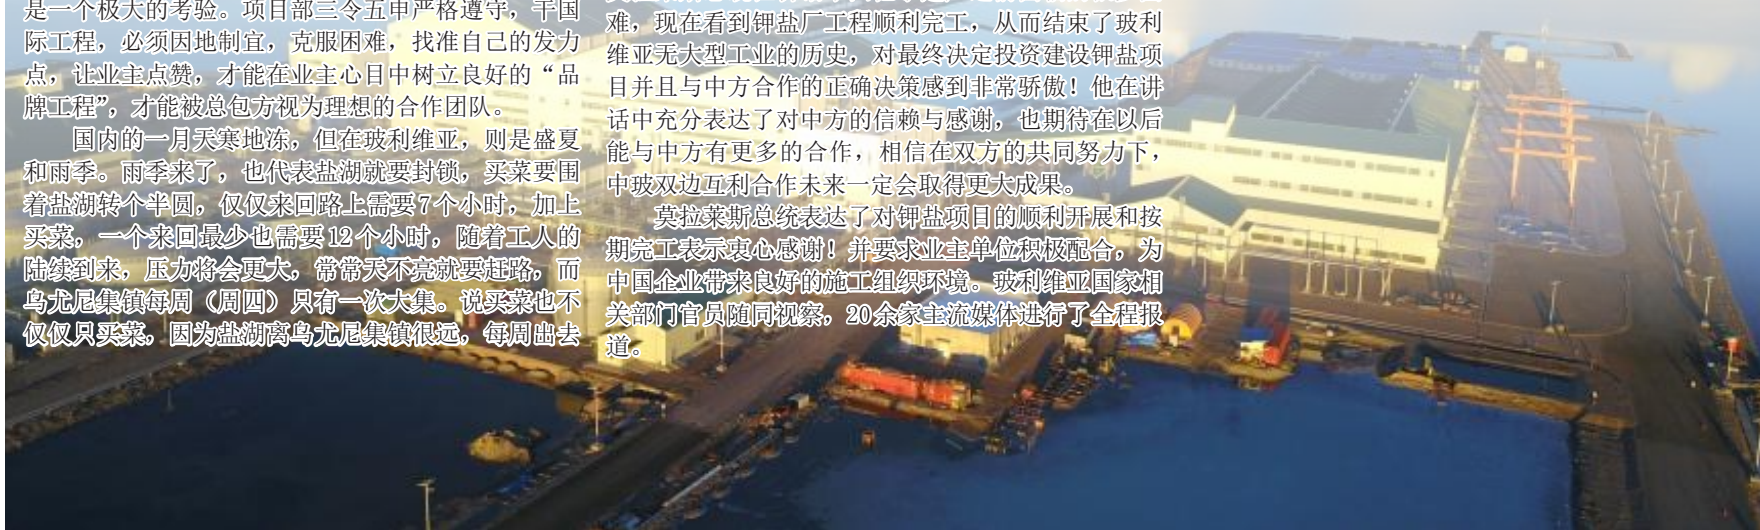 是一个极大的考验。项目部三令五申严格遵守，干国
际工程，必须因地制宜，克服困难，找准自己的发力
点，让业主点赞，才能在业主心目中树立良好的“品
牌工程”，才能被总包方视为理想的合作团队。
国内的一月天寒地冻，但在玻利维亚，则是盛夏
和雨季。雨季来了，也代表盐湖就要封锁，买菜要围
着盐湖转个半圆，仅仅来回路上需要7个小时，加上
买菜，一个来回最少也需要12个小时，随着工人的
陆续到来，压力将会更大，常常天不亮就要赶路，而
乌尤尼集镇每周（周四）只有一次大集。说买菜也不
仅仅只买菜，因为盐湖离乌尤尼集镇很远，每周出去
难，现在看到钾盐厂工程顺利完工，从而结束了玻利
维亚无大型工业的历史，对最终决定投资建设钾盐项
目并且与中方合作的正确决策感到非常骄傲！他在讲
话中充分表达了对中方的信赖与感谢，也期待在以后
能与中方有更多的合作，相信在双方的共同努力下，
中玻双边互利合作未来一定会取得更大成果。
莫拉莱斯总统表达了对钾盐项目的顺利开展和按
期完工表示衷心感谢！并要求业主单位积极配合，为
中国企业带来良好的施工组织环境。玻利维亚国家相
关部门官员随同视察，20余家主流媒体进行了全程报
道。